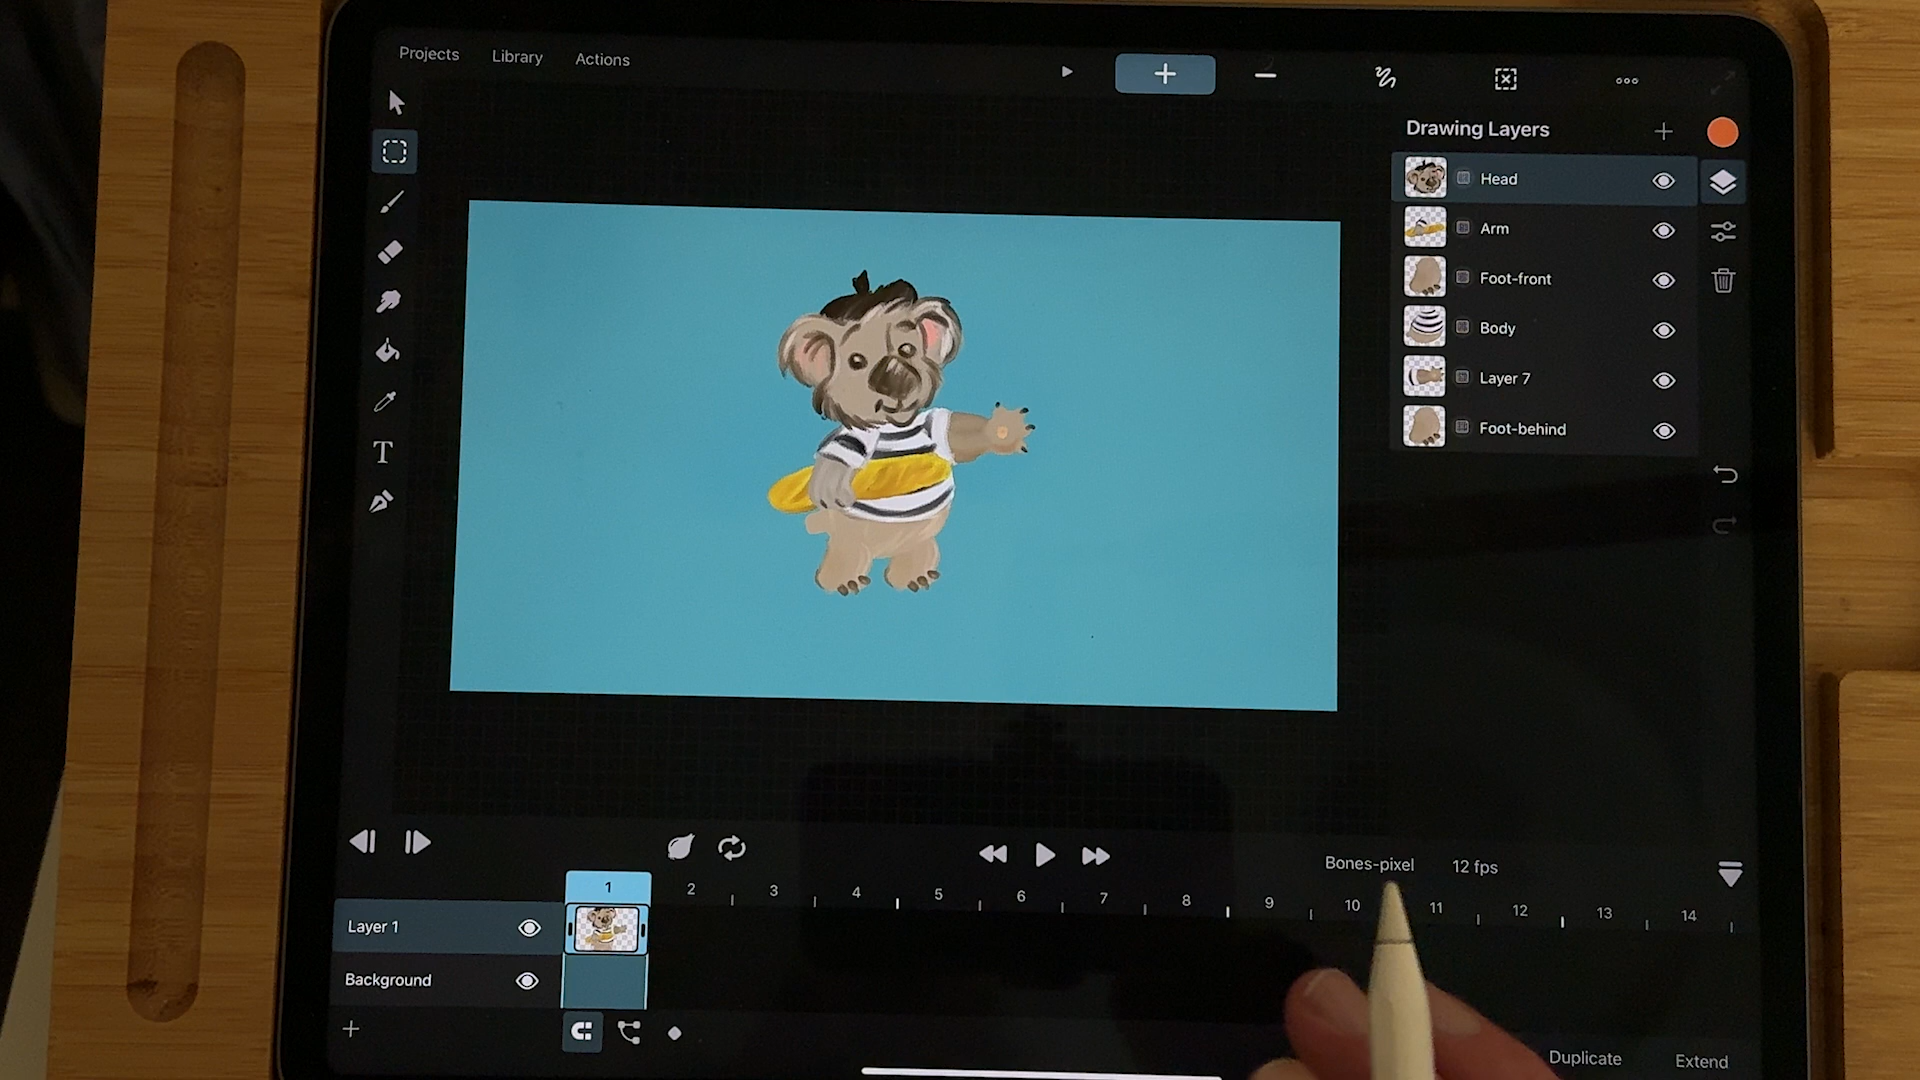 Projects Library Actions
Drawing Layers
Head
Arm
Foot-front
Body
Layer 7
Foot-behind
T
Bones-pixel 12 fps
1 2 3 4 5 6 7 8 9 10 11 12 13 14
Layer 1
Background
Duplicate Extend